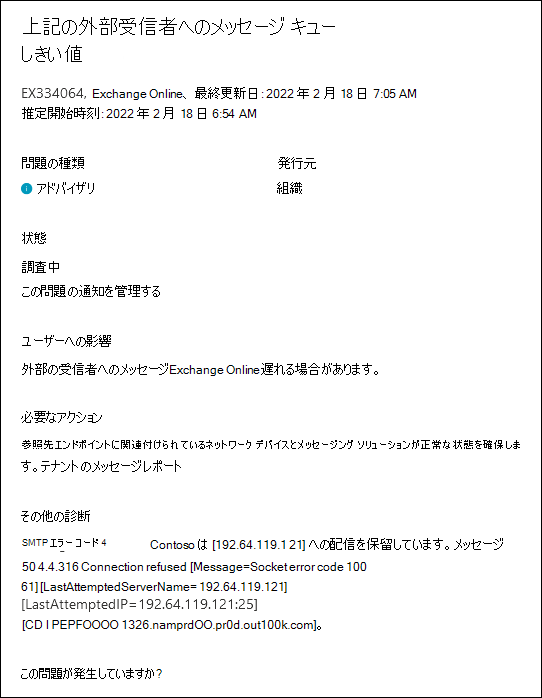 上記の外部受信者へのメッセージ キュー
しきい値
EX334064, Exchange Online、最終更新日: 2022 年 2 月 18 日 7:05 AM
推定開始時刻: 2022 年 2 月 18 日 6:54 AM
問題の種類 発行元
アドバイザリ 組織
状態
調査中
この問題の通知を管理する
ユーザーへの影響
外部の受信者へのメッセージExchange Online遅れる場合があります。
必要なアクション
参照先エンドポイントに関連付けられているネットワーク デバイスとメッセージング ソリューションが正常な状態を確保しま
す。テナントのメッセージレポート
その他の診断
SMTPエラーコード 4 Contoso は [192.64.119.121] への配信を保留しています。メッセージ
50 4.4.316 Connection refused [Message=Socket error code 100
61][LastAttemptedServerName= 192.64.119.121]
[LastAttemptedIP=192.64.119.121:25]
[CD I PEPFOOOO 1326.namprdOO.pr0d.out100k.com]。
この問題が発生していますか?